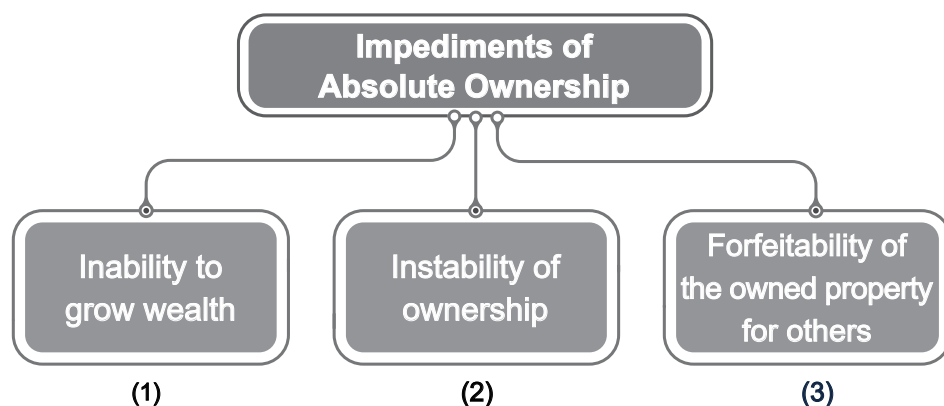 Impediments of
Absolute Ownership
Inability to
grow wealth
Instability of
ownership
Forfeitability of
the owned property
for others
(1)
(2)
(3)